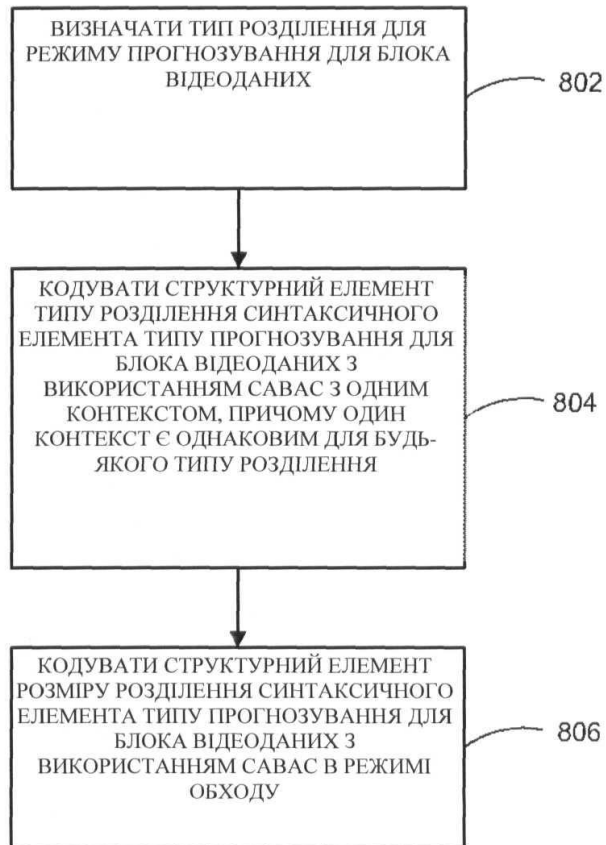 ВИЗНАЧАТИ ТИП РОЗДІЛЕННЯ ДЛЯ
РЕЖИМУ ПРОГНОЗУВАННЯ ДЛЯ БЛОКА
ВІДЕОДАНИХ
802
КОДУВАТИ СТРУКТУРНИЙ ЕЛЕМЕНТ
ТИПУ РОЗДІЛЕННЯ СИНТАКСИЧНОГО
ЕЛЕМЕНТА ТИПУ ПРОГНОЗУВАННЯ ДЛЯ
БЛОКА ВІДЕОДАНИХ З
ВИКОРИСТАННЯМ САВАС З ОДНИМ
КОНТЕКСТОМ, ПРИЧОМУ ОДИН
КОНТЕКСТ Є ОДНАКОВИМ ДЛЯ БУДЬ-
ЯКОГО ТИПУ РОЗДІЛЕННЯ
804
КОДУВАТИ СТРУКТУРНИЙ ЕЛЕМЕНТ
РОЗМІРУ РОЗДІЛЕННЯ СИНТАКСИЧНОГО
ЕЛЕМЕНТА ТИПУ ПРОГНОЗУВАННЯ ДЛЯ
БЛОКА ВІДЕОДАНИХ З
ВИКОРИСТАННЯМ САВАС В РЕЖИМІ
ОБХОДУ
806